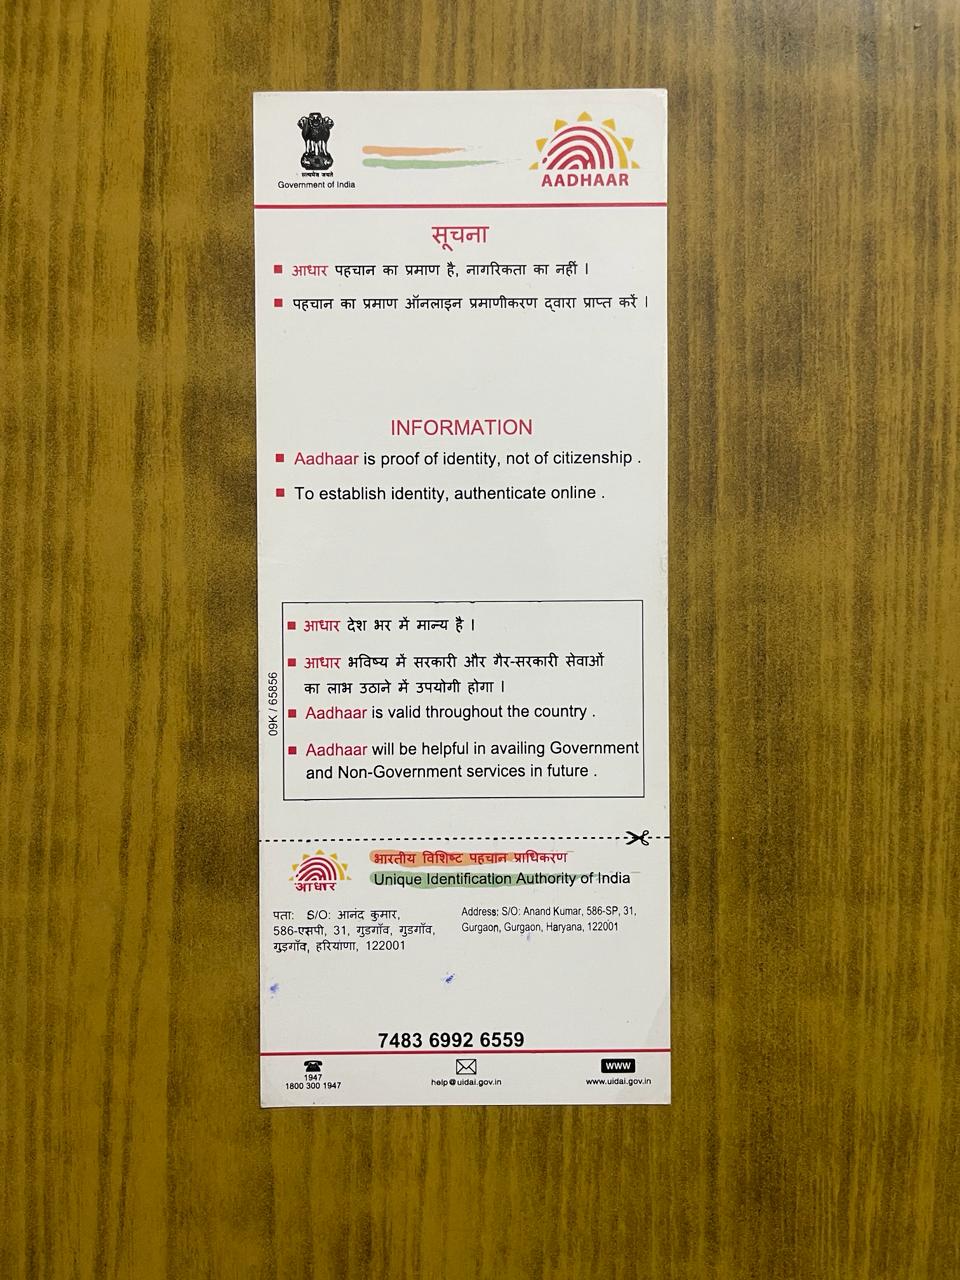 सत्यमेव जयते
Government of India
AADHAAR
सूचना
आधार पहचान का प्रमाण है, नागरिकता का नहीं ।
पहचान का प्रमाण ऑनलाइन प्रमाणीकरण द्वारा प्राप्त करें ।
INFORMATION
Aadhaar is proof of identity, not of citizenship .
To establish identity, authenticate online .
आधार देश भर में मान्य है ।
आधार भविष्य में सरकारी और गैर-सरकारी सेवाओं
का लाभ उठाने में उपयोगी होगा ।
Aadhaar is valid throughout the country .
Aadhaar will be helpful in availing Government
and Non-Government services in future .
09K / 65856
भारतीय विशिष्ट पहचान प्राधिकरण
Unique Identification Authority of India
आधार
पता: S/O: आनंद कुमार,
586-एसपी, 31, गुडगाँव, गुडगाँव,
गुडगाँव, हरियाणा, 122001
Address: S/O: Anand Kumar, 586-SP, 31,
Gurgaon, Gurgaon, Haryana, 122001
7483 6992 6559
1947
1800 300 1947
help@uidai.gov.in
WWW
www.uidai.gov.in